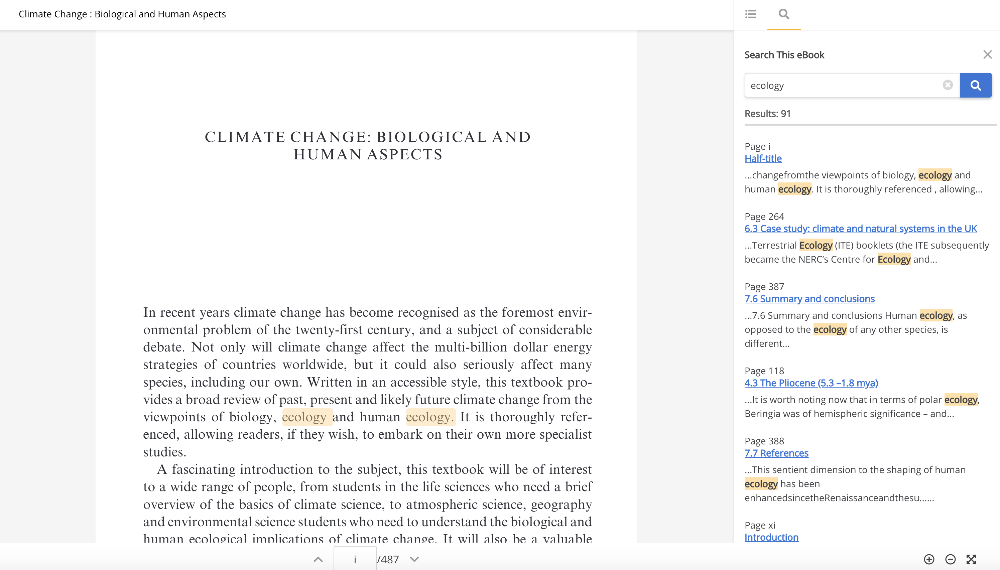 Climate Change : Biological and Human Aspects
CLIMATE CHANGE: BIOLOGICAL AND
HUMAN ASPECTS
In recent years climate change has become recognised as the foremost envir-
onmental problem of the twenty-first century, and a subject of considerable
debate. Not only will climate change affect the multi-billion dollar energy
strategies of countries worldwide, but it could also seriously affect many
species, including our own. Written in an accessible style, this textbook pro-
vides a broad review of past, present and likely future climate change from the
viewpoints of biology, ecology and human ecology. It is thoroughly refer-
enced, allowing readers, if they wish, to embark on their own more specialist
studies.
A fascinating introduction to the subject, this textbook will be of interest
to a wide range of people, from students in the life sciences who need a brief
overview of the basics of climate science, to atmospheric science, geography
and environmental science students who need to understand the biological and
human ecological implications of climate change. It will also be a valuable
i
/487
Search This eBook
ecology
Results: 91
Page i
Half-title
...changefromthe viewpoints of biology, ecology and
human ecology. It is thoroughly referenced , allowing...
Page 264
6.3 Case study: climate and natural systems in the UK
...Terrestrial Ecology (ITE) booklets (the ITE subsequently
became the NERC’s Centre for Ecology and...
Page 387
7.6 Summary and conclusions
...7.6 Summary and conclusions Human ecology, as
opposed to the ecology of any other species, is
different...
Page 118
4.3 The Pliocene (5.3 –1.8 mya)
...It is worth noting now that in terms of polar ecology,
Beringia was of hemispheric significance – and...
Page 388
7.7 References
...This sentient dimension to the shaping of human
ecology has been
enhancedsincetheRenaissanceandthesu......
Page xi
Introduction